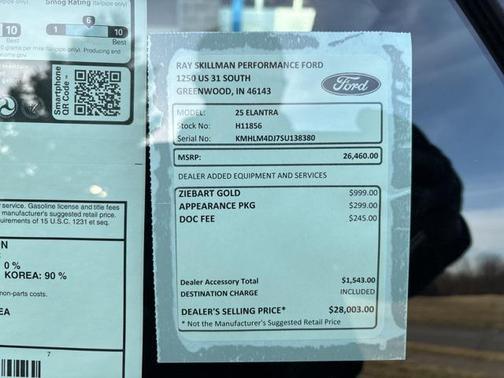 Smog Rating (tailpipe only)
10
Best
6
1
10
Best
Smartphone
QR Code
RAY SKILLMAN PERFORMANCE FORD
1250 US 31 SOUTH
GREENWOOD, IN 46143
Ford
MODEL: 25 ELANTRA
Stock No: H11856
Serial No: KMHLM4DJ7SU138380
MSRP: 26,460.00
DEALER ADDED EQUIPMENT AND SERVICES
ZIEBART GOLD $999.00
APPEARANCE PKG $299.00
DOC FEE $245.00
Dealer Accessory Total $1,543.00
DESTINATION CHARGE INCLUDED
DEALER'S SELLING PRICE* $28,003.00
* Not the Manufacturer's Suggested Retail Price
service. Gasoline license and title fees
manufacturer's suggested retail price.
uirements of 15 U.S.C. 1231 et seq.
N
0 %
KOREA: 90 %
non-parts costs.
EA
7